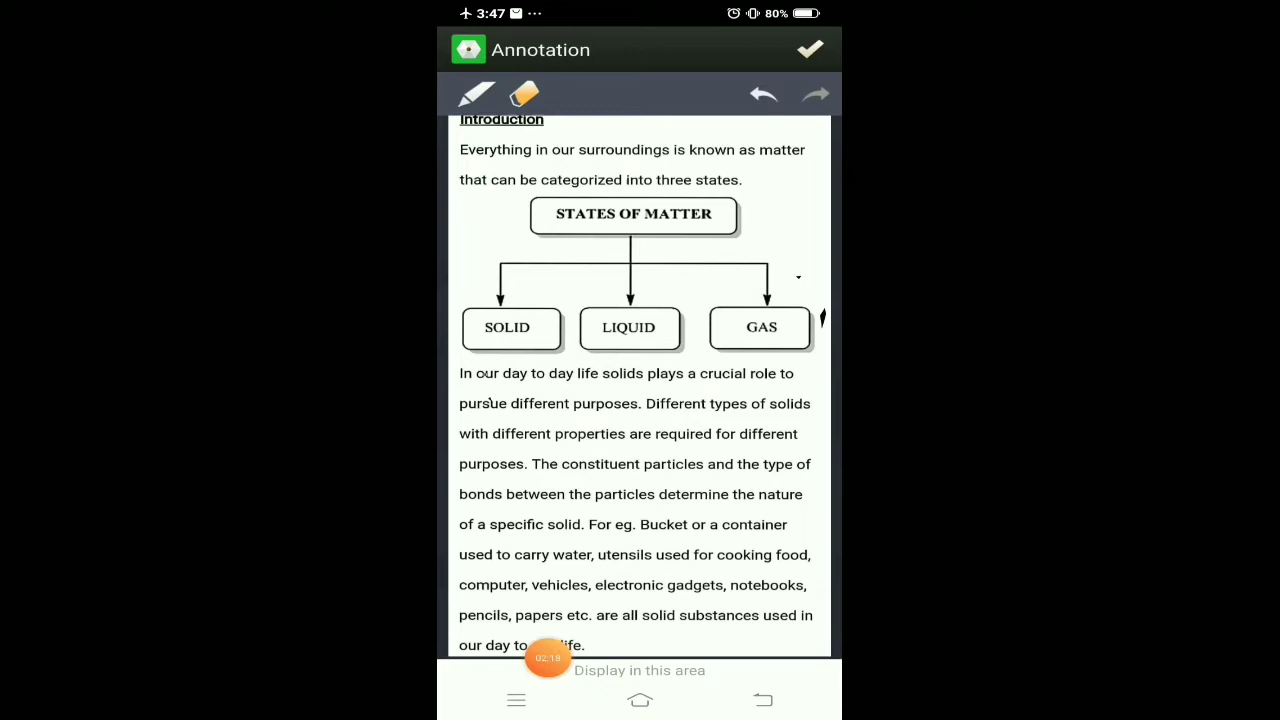 3:47 ... 80%
Annotation
Introduction
Everything in our surroundings is known as matter
that can be categorized into three states.
STATES OF MATTER
SOLID LIQUID GAS
In our day to day life solids plays a crucial role to
pursue different purposes. Different types of solids
with different properties are required for different
purposes. The constituent particles and the type of
bonds between the particles determine the nature
of a specific solid. For eg. Bucket or a container
used to carry water, utensils used for cooking food,
computer, vehicles, electronic gadgets, notebooks,
pencils, papers etc. are all solid substances used in
our day to life.
02:18
Display in this area